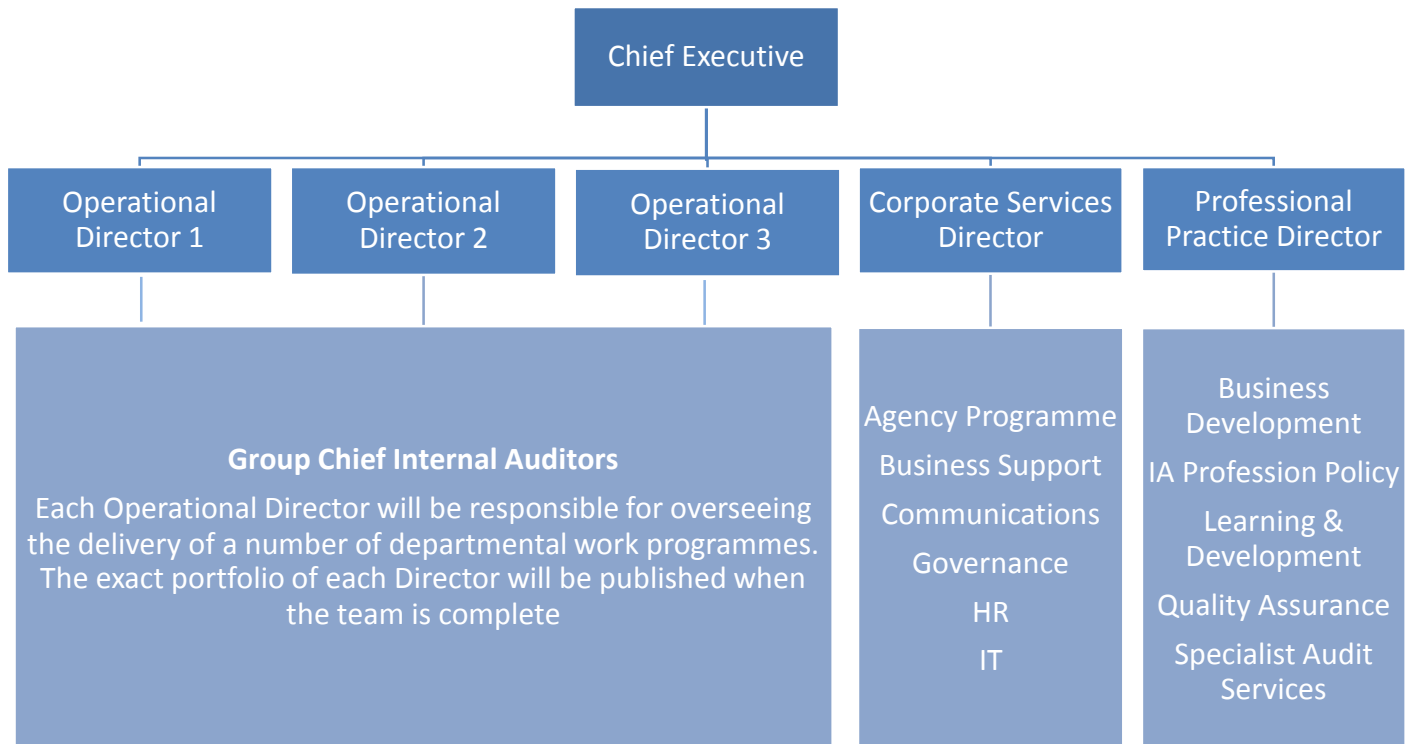 Chief Executive
Operational
Director 1
Operational
Director 2
Operational
Director 3
Corporate Services
Director
Professional
Practice Director
Group Chief Internal Auditors
Each Operational Director will be responsible for overseeing
the delivery of a number of departmental work programmes.
The exact portfolio of each Director will be published when
the team is complete
Agency Programme
Business Support
Communications
Governance
HR
IT
Business
Development
IA Profession Policy
Learning &
Development
Quality Assurance
Specialist Audit
Services